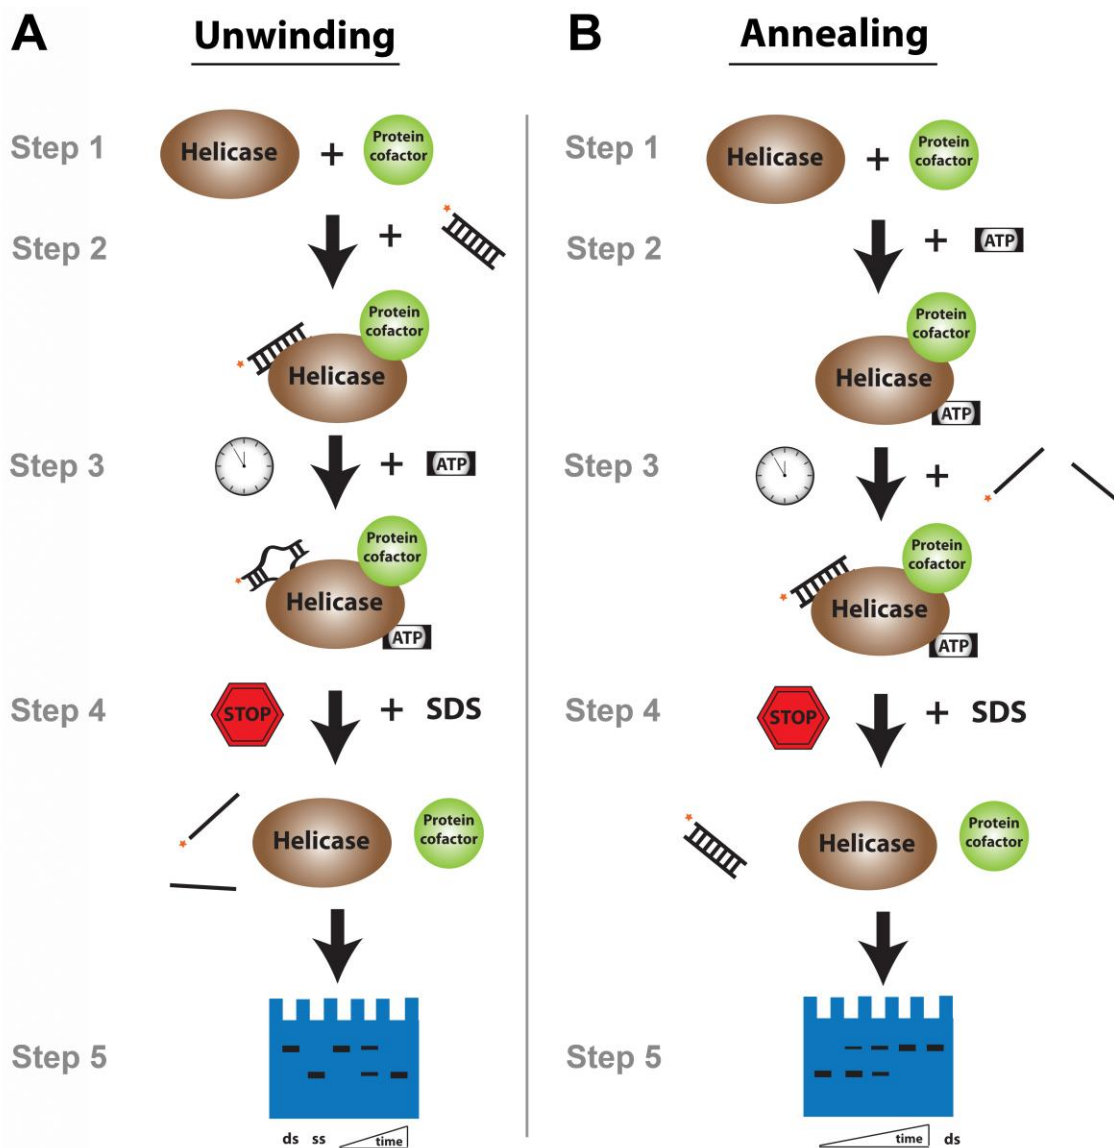 A
Unwinding
Step 1
Helicase
+
Protein
cofactor
Step 2
+
Protein
cofactor
Helicase
Step 3
+
ATP
Protein
cofactor
Helicase
ATP
Step 4
STOP
+ SDS
Helicase
Protein
cofactor
Step 5
ds ss time
B
Annealing
Step 1
Helicase
+
Protein
cofactor
Step 2
+
ATP
Protein
cofactor
Helicase
ATP
Step 3
+
Protein
cofactor
Helicase
ATP
Step 4
STOP
+ SDS
Helicase
Protein
cofactor
Step 5
time ds